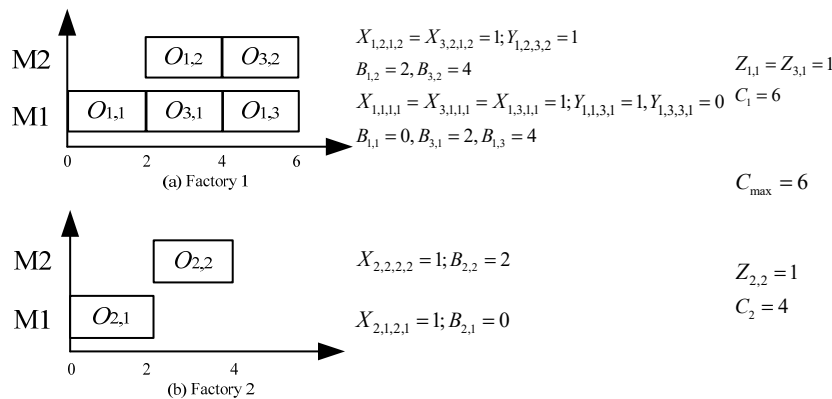 M2 O1,2 O3,2
M1 O1,1 O3,1 O1,3
0 2 4 6
(a) Factory 1
X1,2,1,2 = X3,2,1,2 = 1; Y1,2,3,2 = 1
B1,2 = 2, B3,2 = 4
X1,1,1,1 = X3,1,1,1 = X1,3,1,1 = 1; Y1,1,3,1 = 1, Y1,3,3,1 = 0
B1,1 = 0, B3,1 = 2, B1,3 = 4
Z1,1 = Z3,1 = 1
C1 = 6
Cmax = 6
M2 O2,2
M1 O2,1
0 2 4
(b) Factory 2
X2,2,2,2 = 1; B2,2 = 2
X2,1,2,1 = 1; B2,1 = 0
Z2,2 = 1
C2 = 4